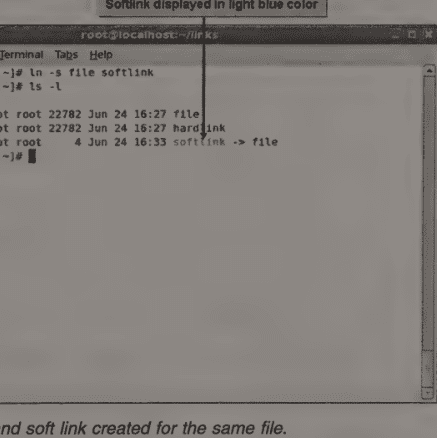 Softlink displayed in light blue color
root@localhost:~/links
Terminal Tabs Help
~]# ln -s file softlink
~]# ls -l
ot root 22782 Jun 24 16:27 file
ot root 22782 Jun 24 16:27 hardlink
ot root 4 Jun 24 16:33 softlink -> file
~]#
and soft link created for the same file.